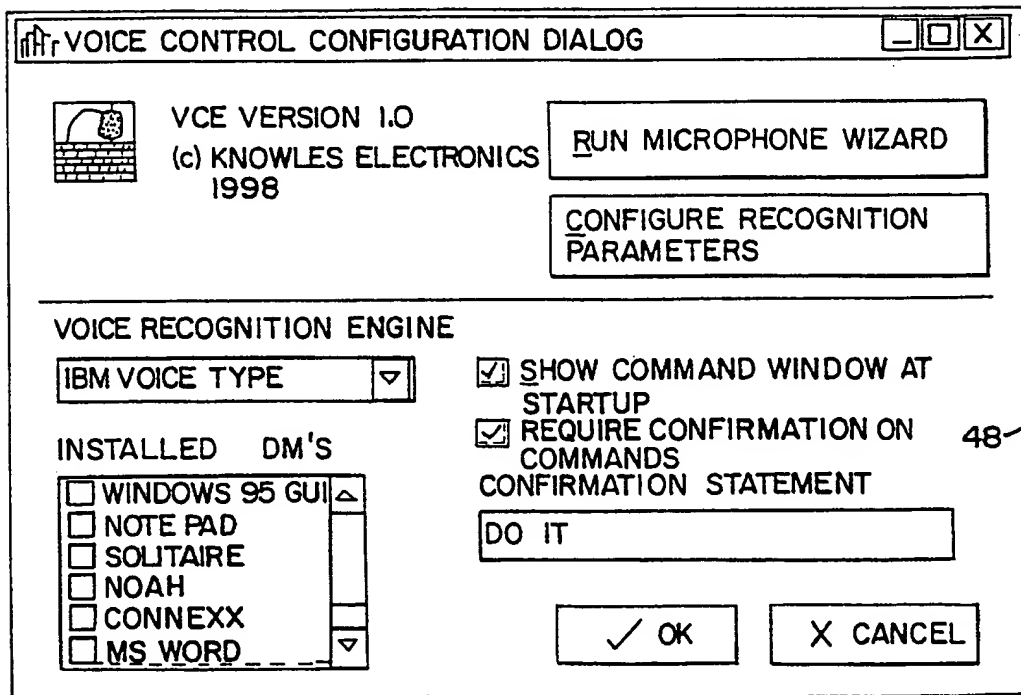 VOICE CONTROL CONFIGURATION DIALOG
VCE VERSION 1.0
(c) KNOWLES ELECTRONICS
1998
RUN MICROPHONE WIZARD
CONFIGURE RECOGNITION
PARAMETERS
VOICE RECOGNITION ENGINE
IBM VOICE TYPE
INSTALLED DM'S
WINDOWS 95 GUI
NOTE PAD
SOLITAIRE
NOAH
CONNEXX
MS WORD
SHOW COMMAND WINDOW AT
STARTUP
REQUIRE CONFIRMATION ON
COMMANDS
48
CONFIRMATION STATEMENT
DO IT
OK
X CANCEL